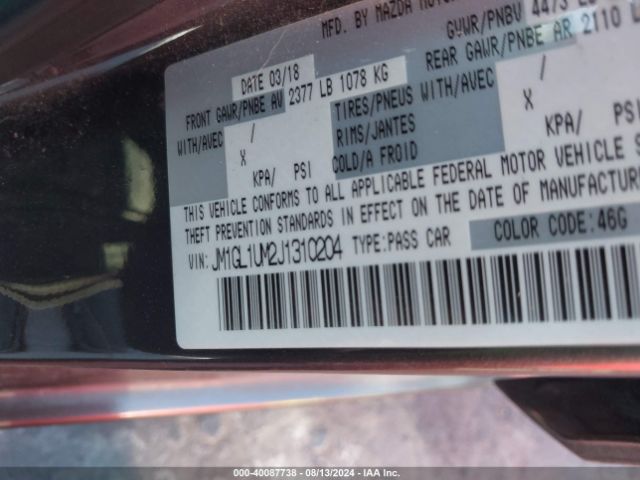 MFD. BY MAZDA MOTOR
DATE 03/18 GVWR/PNBV 4473
FRONT GAWR/PNBE AV 2377 LB 1078 KG REAR GAWR/PNBE AR 2110
WITH/AVEC / TIRES/PNEUS WITH/AVEC /
X RIMS/JANTES X
KPA/ PSI COLD/A FROID KPA/ PSI
THIS VEHICLE CONFORMS TO ALL APPLICABLE FEDERAL MOTOR VEHICLE S
THEFT PREVENTION STANDARDS IN EFFECT ON THE DATE OF MANUFACTUR
VIN: JM1GL1UM2J1310204 TYPE:PASS CAR COLOR CODE:46G
000-40087738 - 08/13/2024 - IAA Inc.